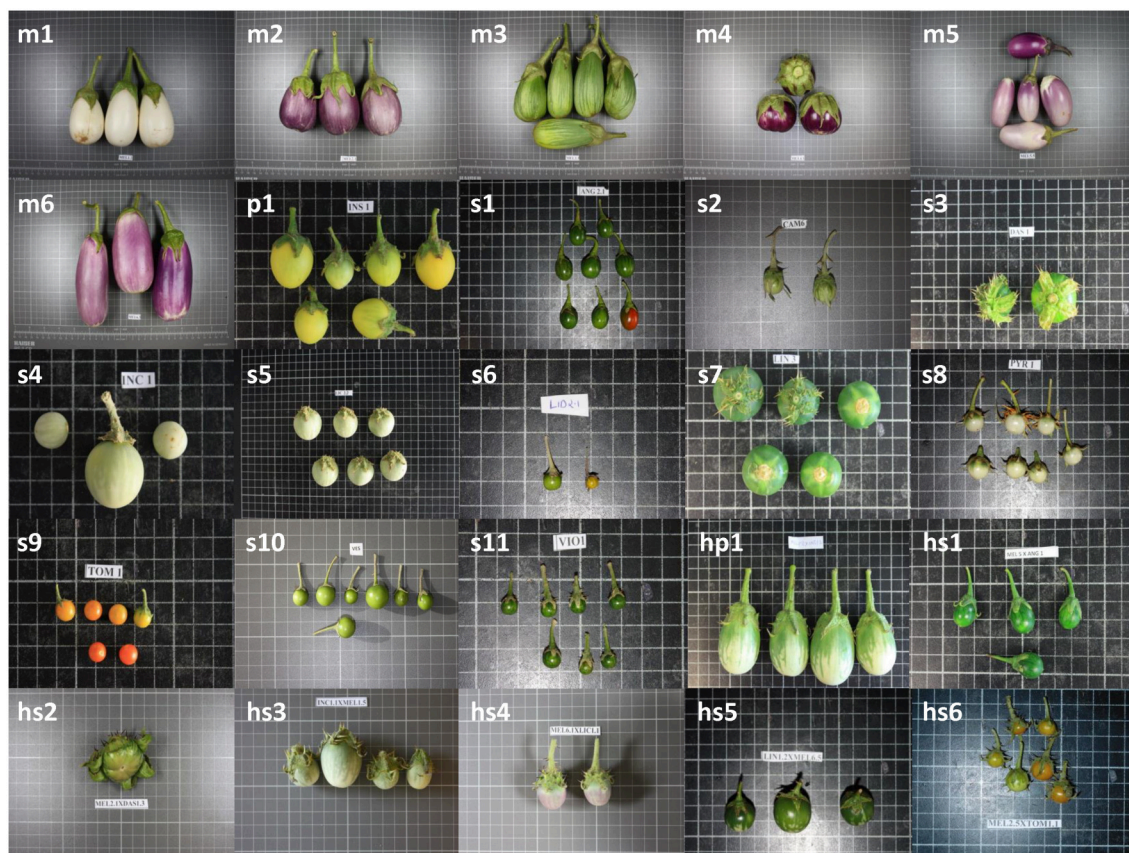 m1
m2
m3
m4
m5
m6
p1
INS 1
s1
ANG 2.1
s2
CAM6
s3
DAS 1
s4
INC 1
s5
s6
LID2-1
s7
LIN 3
s8
PYR 1
s9
TOM 1
s10
s11
VIO1
hp1
hs1
MEL5 X ANG 1
hs2
MEL2.1XDAS1.3
hs3
INC1.1XMEL1.5
hs4
MEL6.1XLIC1.1
hs5
LIN1.2XMEL6.5
hs6
MEL2.5XTOM1.1